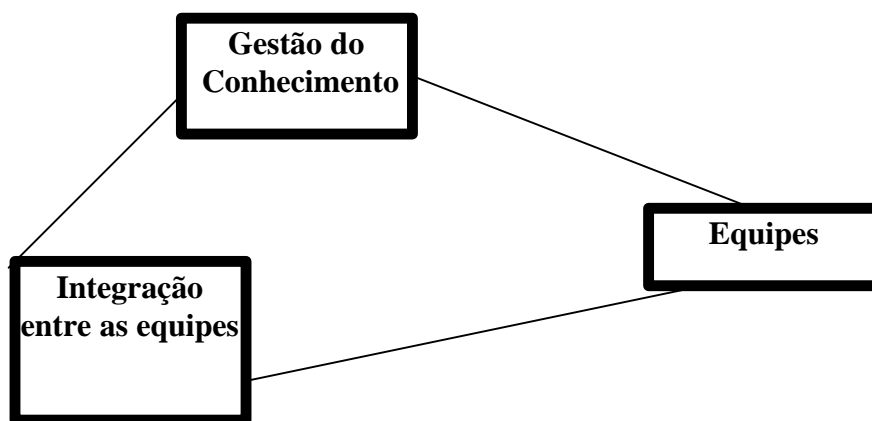 Gestão do
Conhecimento
Equipes
Integração
entre as equipes